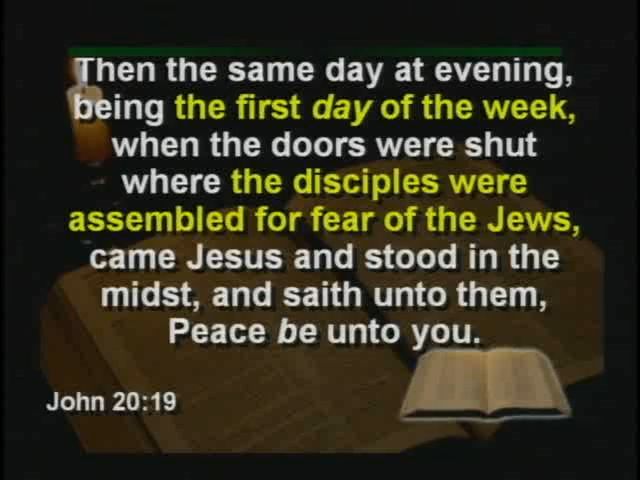 Then the same day at evening,
being the first day of the week,
when the doors were shut
where the disciples were
assembled for fear of the Jews,
came Jesus and stood in the
midst, and saith unto them,
Peace be unto you.
John 20:19